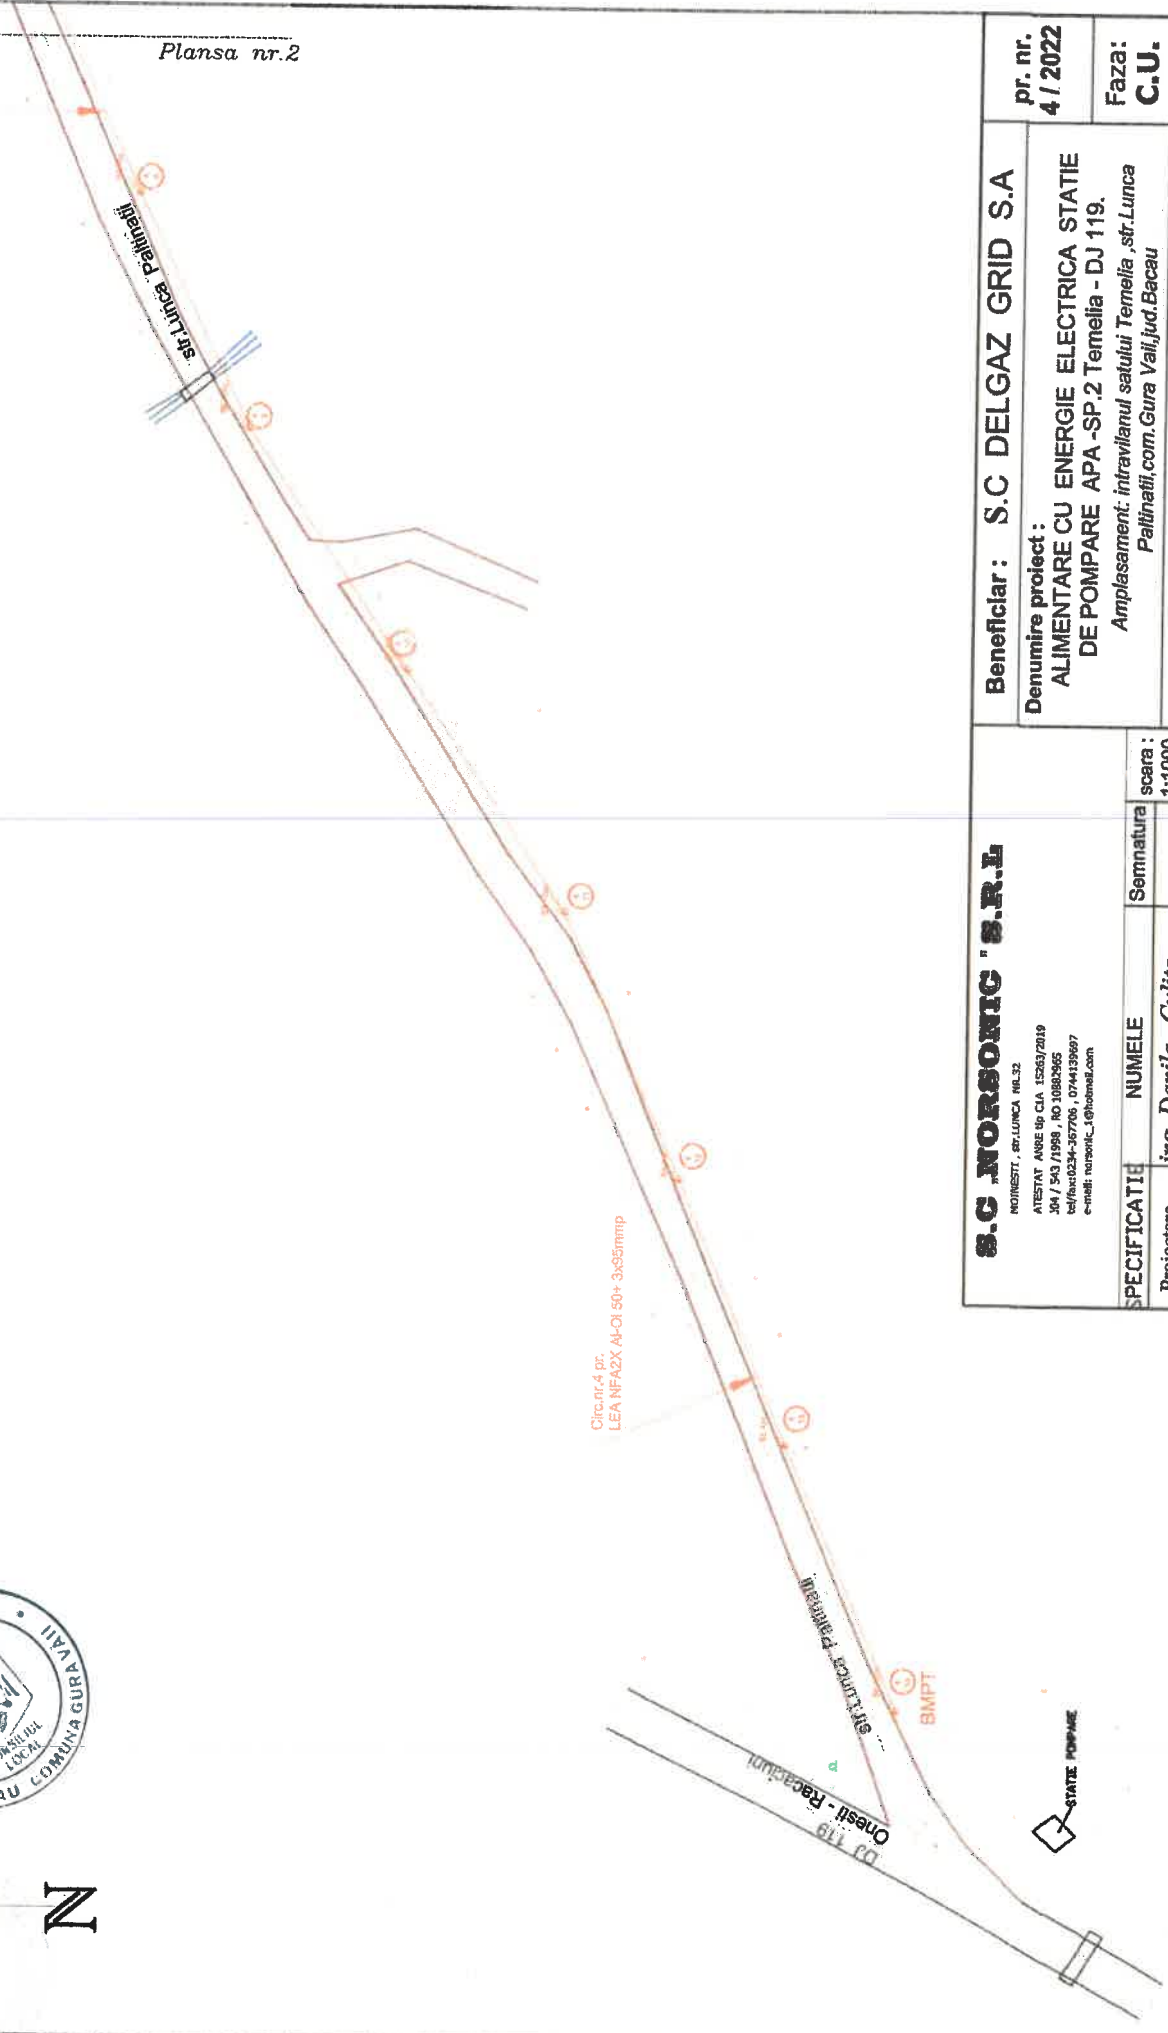 Plansa nr.2
str.Lunca Paltinatii
Circ.nr.4 pr.
LEA NFA2X Al-Ol 50+ 3x95mmp
str.Lunca Paltinatii
BMPT
Onesti - Racaciuni
DJ 119
STATIE POMPARE
N
COMUNA GURA VĂII
CONSILIUL
LOCAL
S.C „NORSONIC " S.R.L
MOINESTI , str.LUNCA NR.32
ATESTAT ANRE tip C1A 15263/2019
J04 / 543 /1998 , RO 10882965
tel/fax:0234-367706 , 0744139697
e-mail: norsonic_1@hotmail.com
SPECIFICATIE NUMELE Semnatura scara :
1:1000
Beneficiar : S.C DELGAZ GRID S.A
pr. nr.
4 / 2022
Denumire proiect :
ALIMENTARE CU ENERGIE ELECTRICA STATIE
DE POMPARE APA -SP.2 Temelia - DJ 119.
Amplasament: intravilanul satului Temelia ,str.Lunca
Paltinatii,com.Gura Vaii,jud.Bacau
Faza:
C.U.